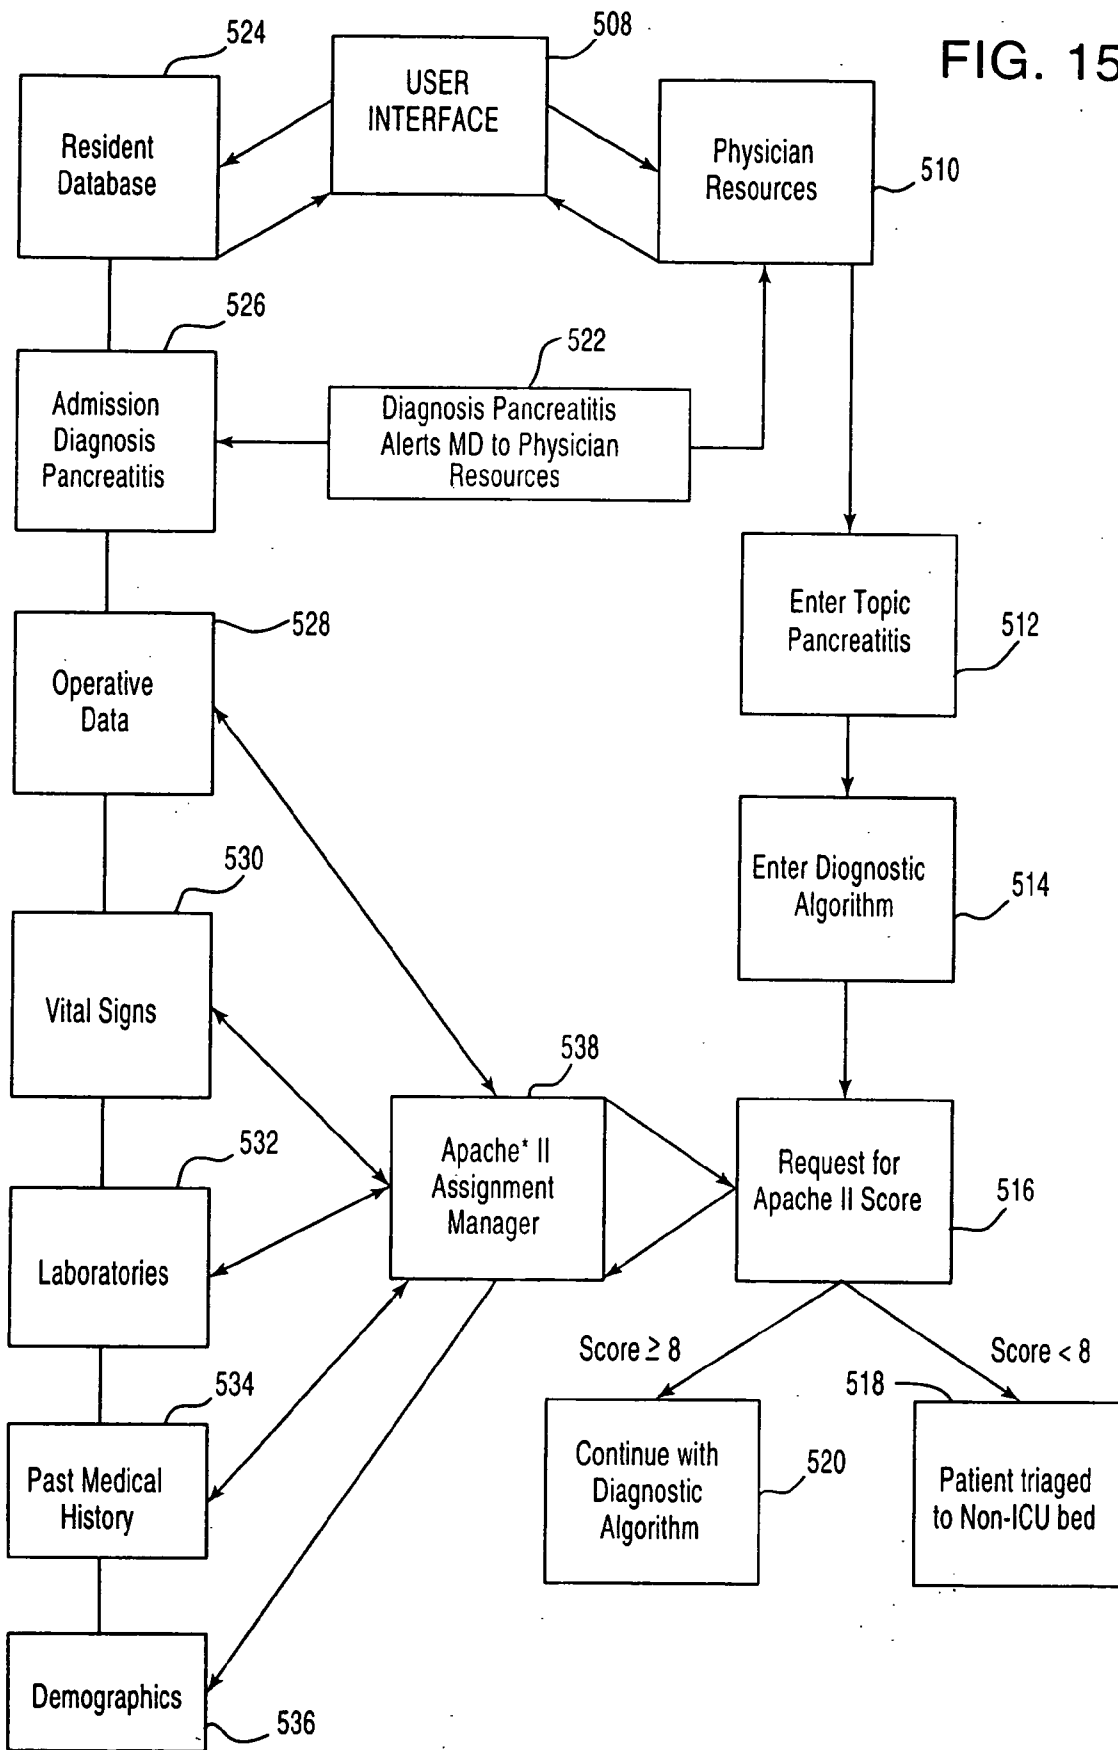 FIG. 15
524
508
USER
INTERFACE
Resident
Database
Physician
Resources
510
526
522
Admission
Diagnosis
Pancreatitis
Diagnosis Pancreatitis
Alerts MD to Physician
Resources
528
Enter Topic
Pancreatitis
512
Operative
Data
530
Enter Diognostic
Algorithm
514
Vital Signs
538
532
Apache* II
Assignment
Manager
Request for
Apache II Score
516
Laboratories
Score ≥ 8
Score < 8
534
518
Past Medical
History
Continue with
Diagnostic
Algorithm
520
Patient triaged
to Non-ICU bed
Demographics
536